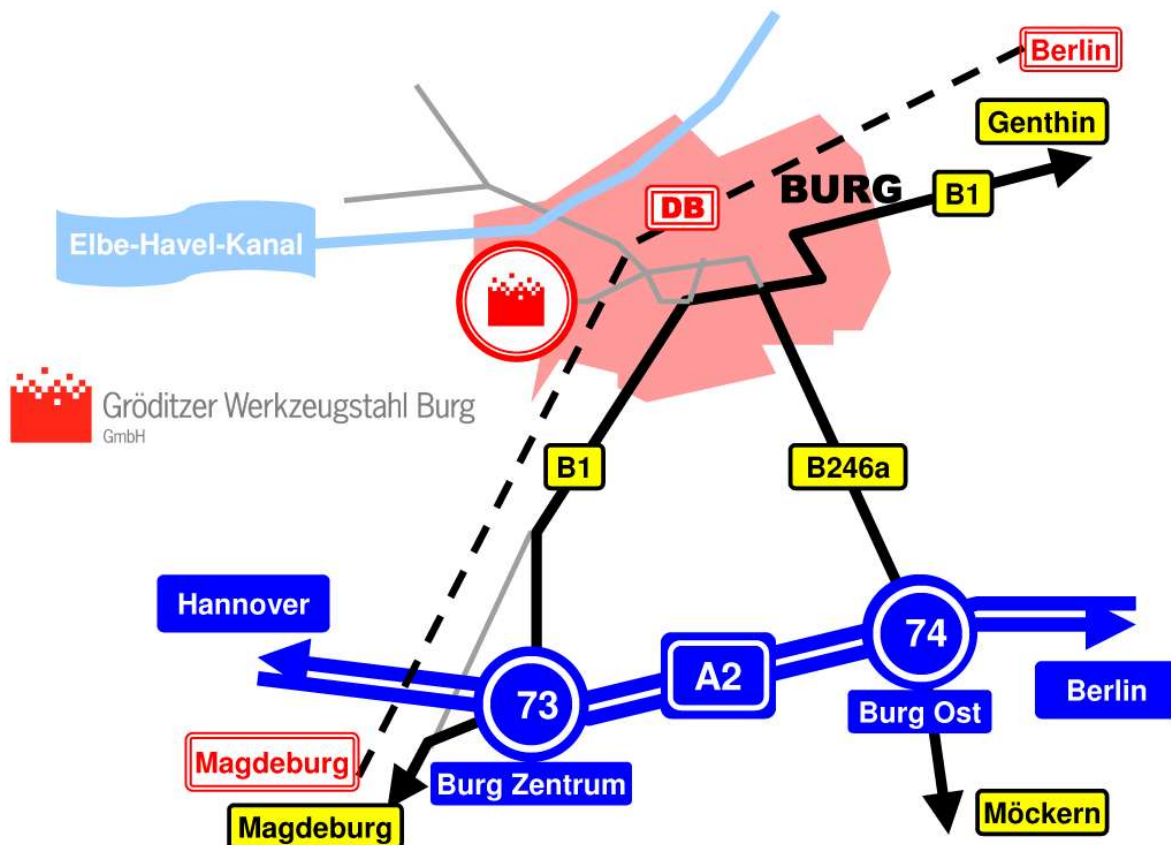 Berlin
Genthin
BURG
B1
DB
Elbe-Havel-Kanal
Gröditzer Werkzeugstahl Burg
GmbH
B1
B246a
Hannover
74
A2
73
Berlin
Burg Ost
Magdeburg
Burg Zentrum
Möckern
Magdeburg